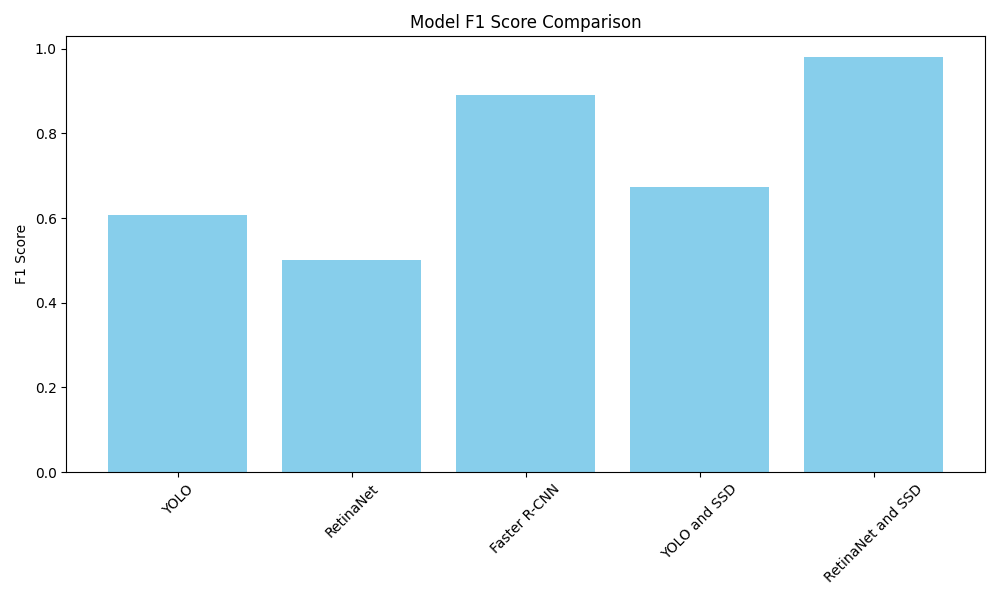 Model F1 Score Comparison
1.0
0.8
0.6
0.4
0.2
0.0
F1 Score
YOLO
RetinaNet
Faster R-CNN
YOLO and SSD
RetinaNet and SSD